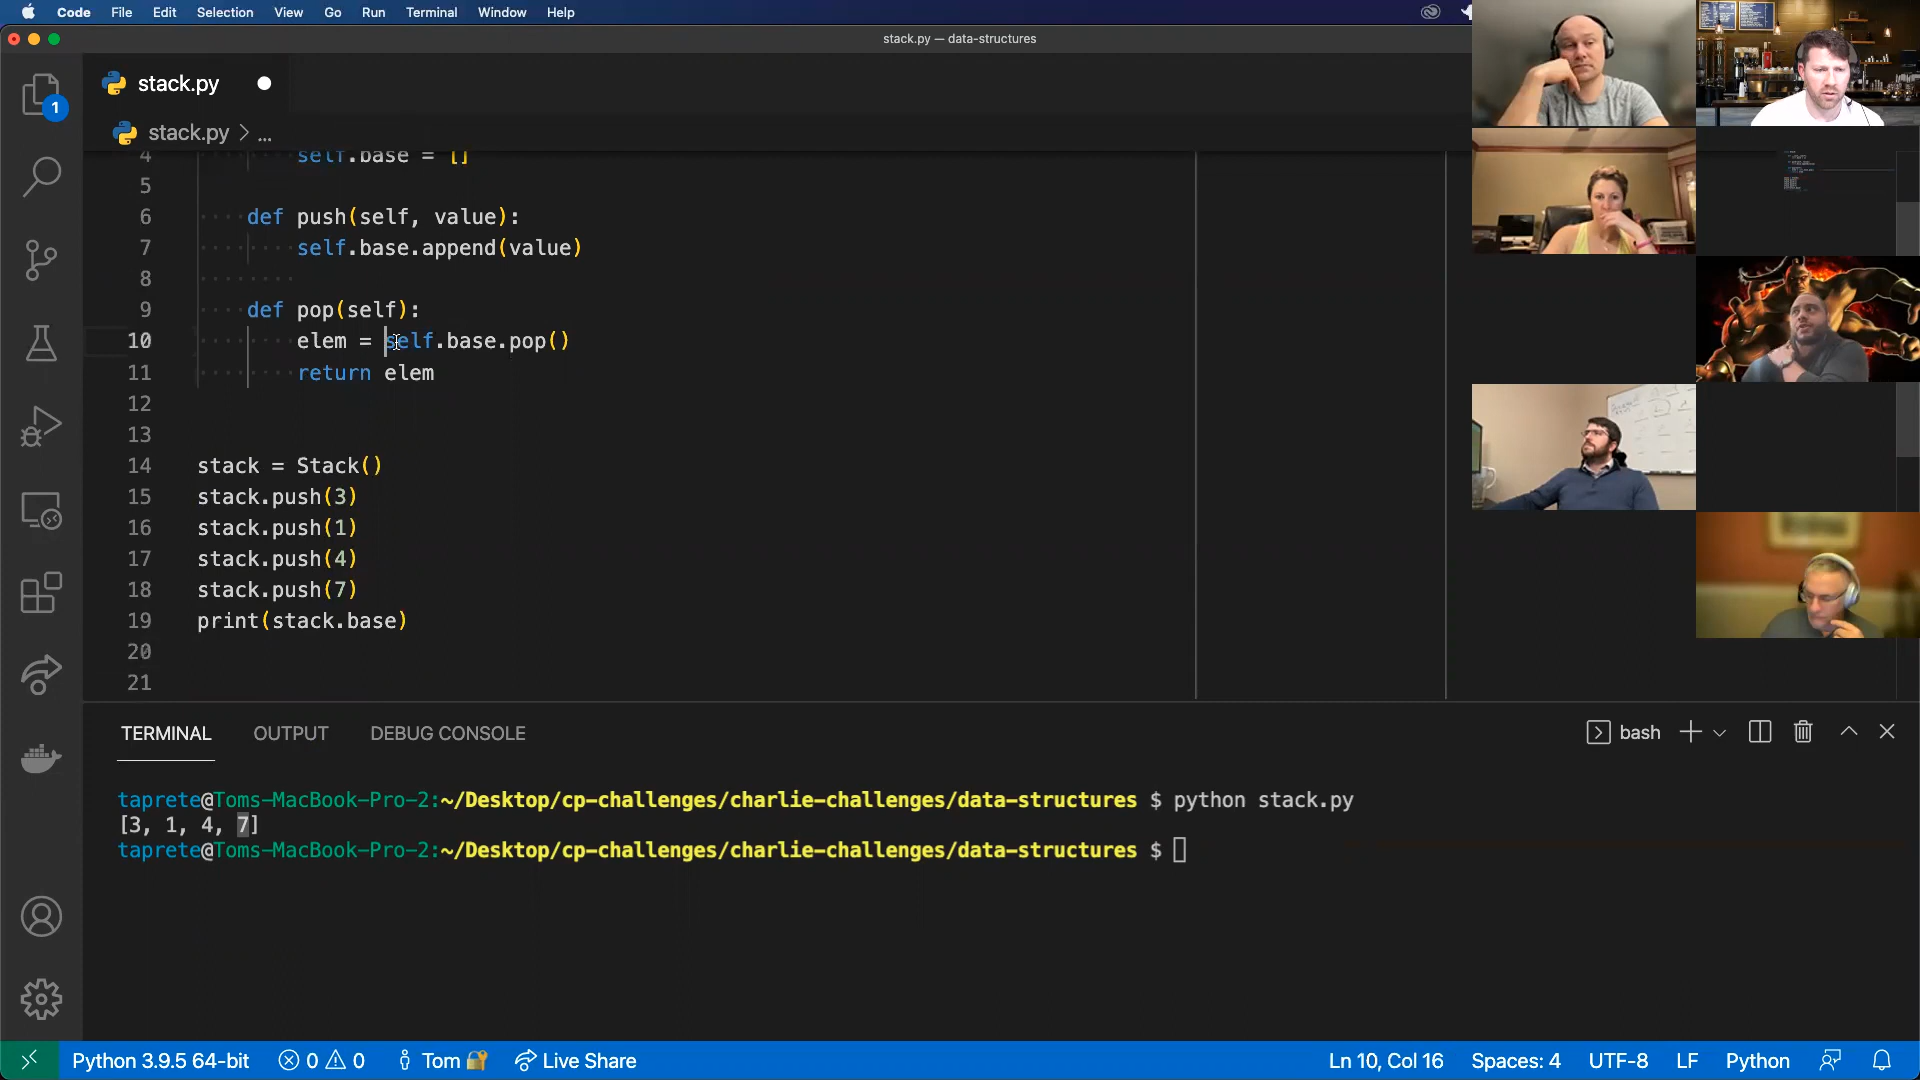 Code File Edit Selection View Go Run Terminal Window Help
stack.py — data-structures
stack.py
stack.py > ...
1
4 self.base = []
5
6 def push(self, value):
7 self.base.append(value)
8
9 def pop(self):
10 elem = self.base.pop()
11 return elem
12
13
14 stack = Stack()
15 stack.push(3)
16 stack.push(1)
17 stack.push(4)
18 stack.push(7)
19 print(stack.base)
20
21
TERMINAL OUTPUT DEBUG CONSOLE bash
taprete@Toms-MacBook-Pro-2:~/Desktop/cp-challenges/charlie-challenges/data-structures $ python stack.py
[3, 1, 4, 7]
taprete@Toms-MacBook-Pro-2:~/Desktop/cp-challenges/charlie-challenges/data-structures $
Python 3.9.5 64-bit 0 0 Tom Live Share Ln 10, Col 16 Spaces: 4 UTF-8 LF Python